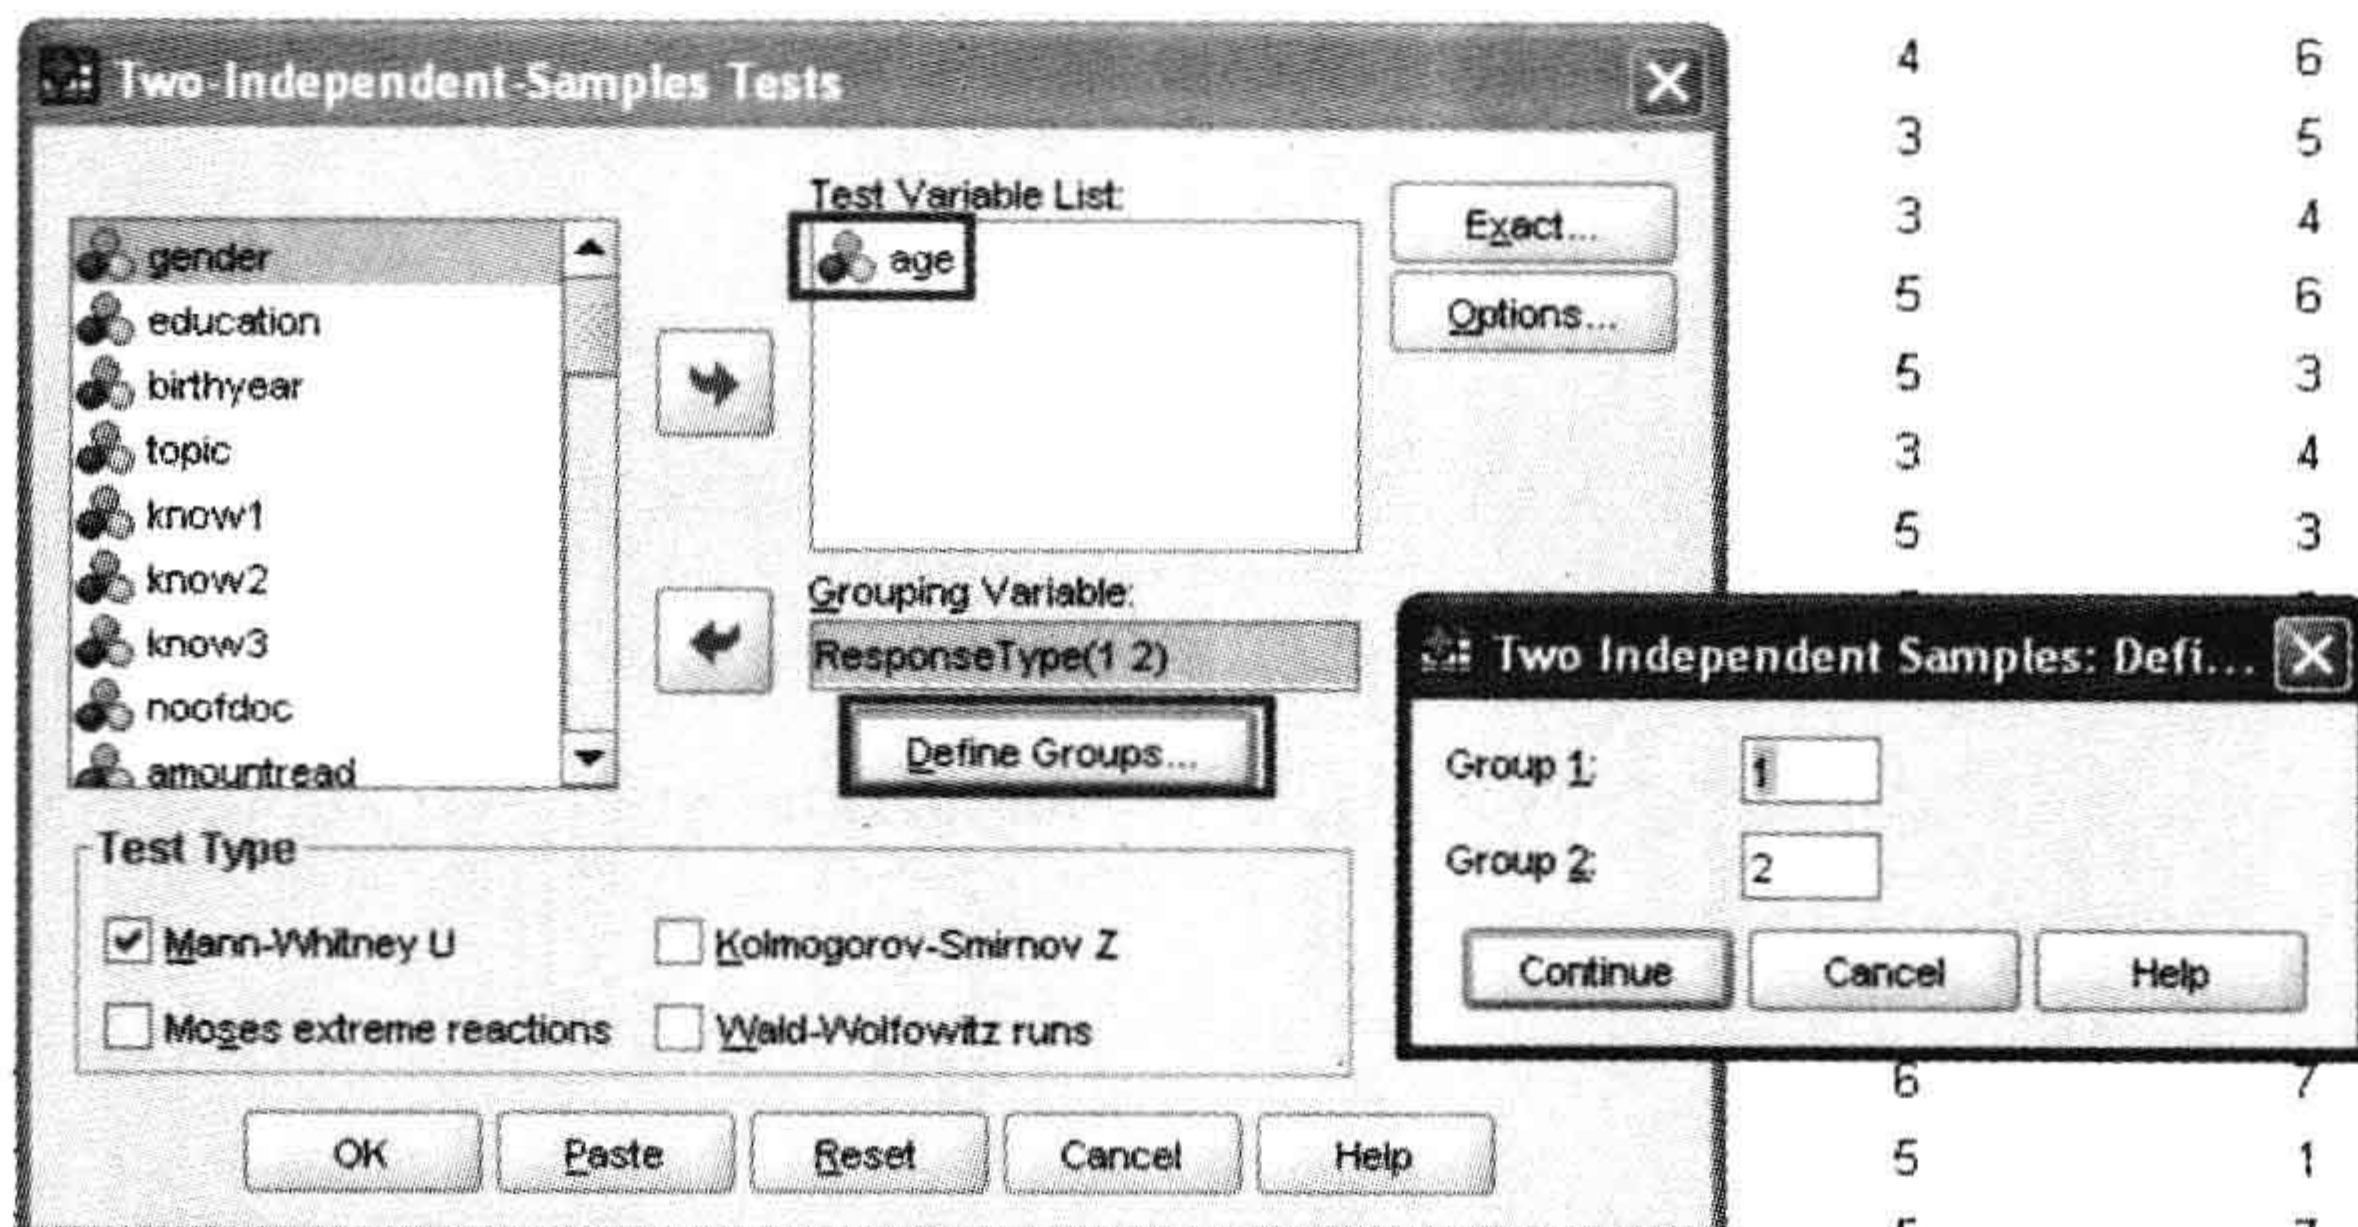 Two-Independent-Samples Tests
Test Variable List:
gender
education
birthyear
topic
know1
know2
know3
noofdoc
amountread
age
Exact...
Options...
Grouping Variable:
ResponseType(1 2)
Define Groups...
Test Type
Mann-Whitney U
Kolmogorov-Smirnov Z
Moses extreme reactions
Wald-Wolfowitz runs
OK
Paste
Reset
Cancel
Help
4 6
3 5
3 4
5 6
5 3
3 4
5 3
Two Independent Samples: Defi...
Group 1: 1
Group 2: 2
Continue
Cancel
Help
6 7
5 1